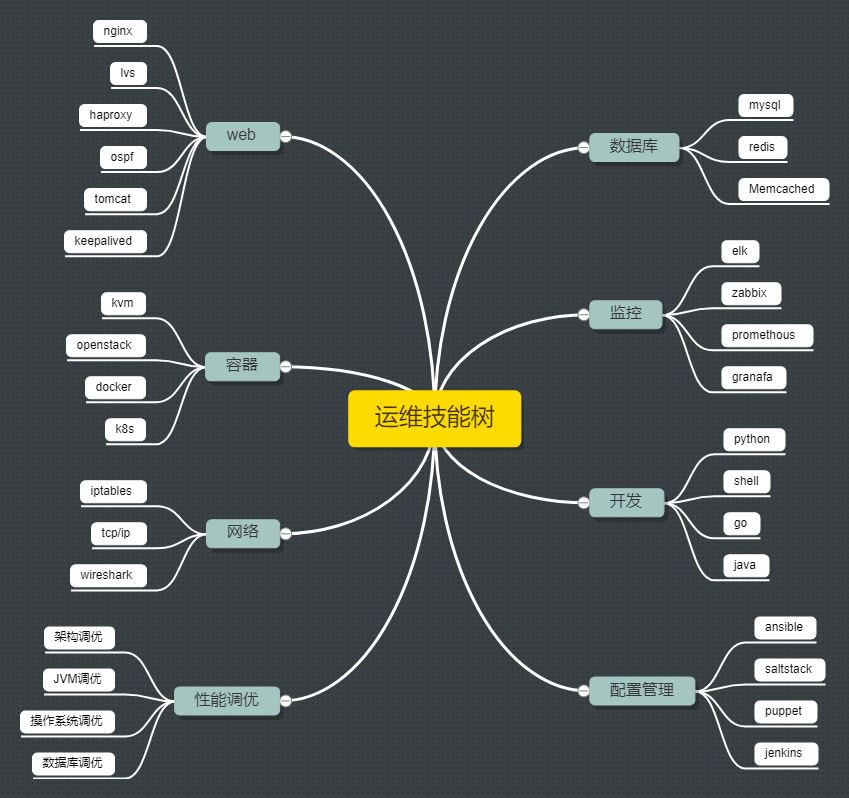 运维技能树
web
nginx
lvs
haproxy
ospf
tomcat
keepalived
容器
kvm
openstack
docker
k8s
网络
iptables
tcp/ip
wireshark
性能调优
架构调优
JVM调优
操作系统调优
数据库调优
数据库
mysql
redis
Memcached
监控
elk
zabbix
promethous
granafa
开发
python
shell
go
java
配置管理
ansible
saltstack
puppet
jenkins